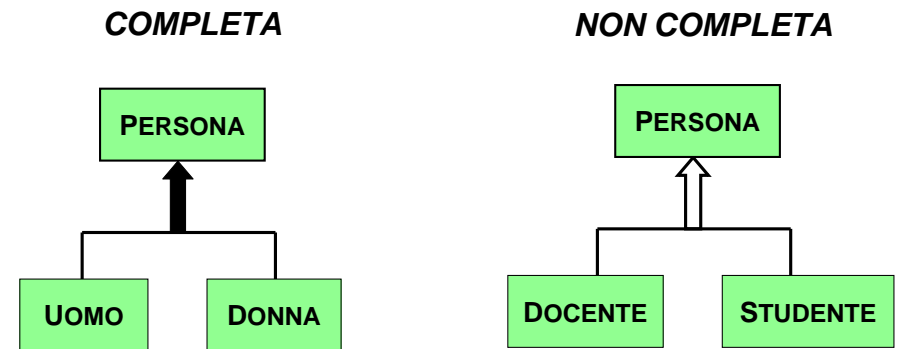 COMPLETA
NON COMPLETA
PERSONA
PERSONA
UOMO
DONNA
DOCENTE
STUDENTE